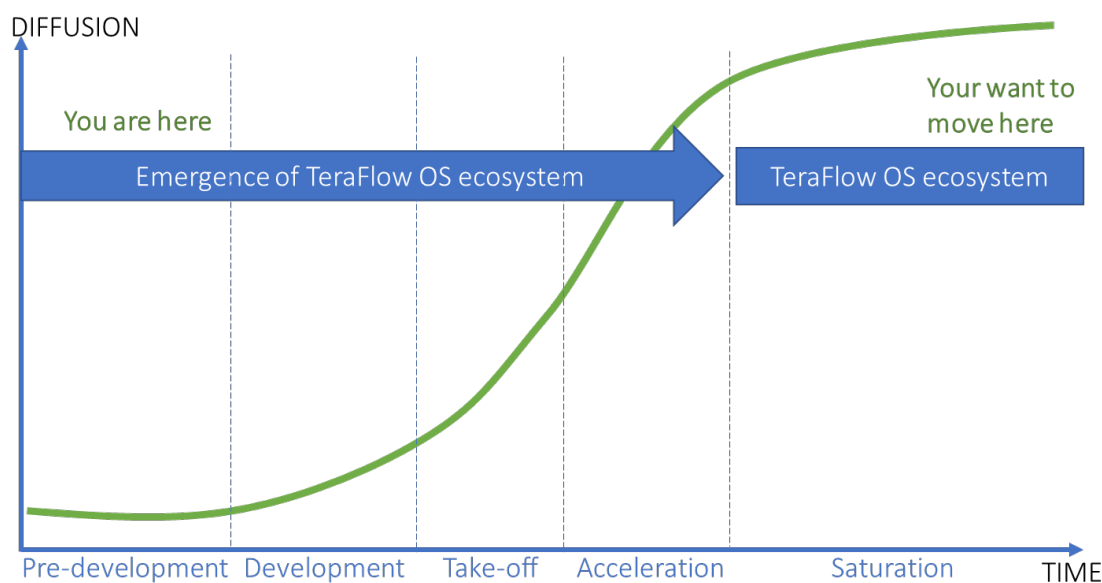 DIFFUSION
You are here
Your want to
move here
Emergence of TeraFlow OS ecosystem
TeraFlow OS ecosystem
Pre-development
Development
Take-off
Acceleration
Saturation
TIME